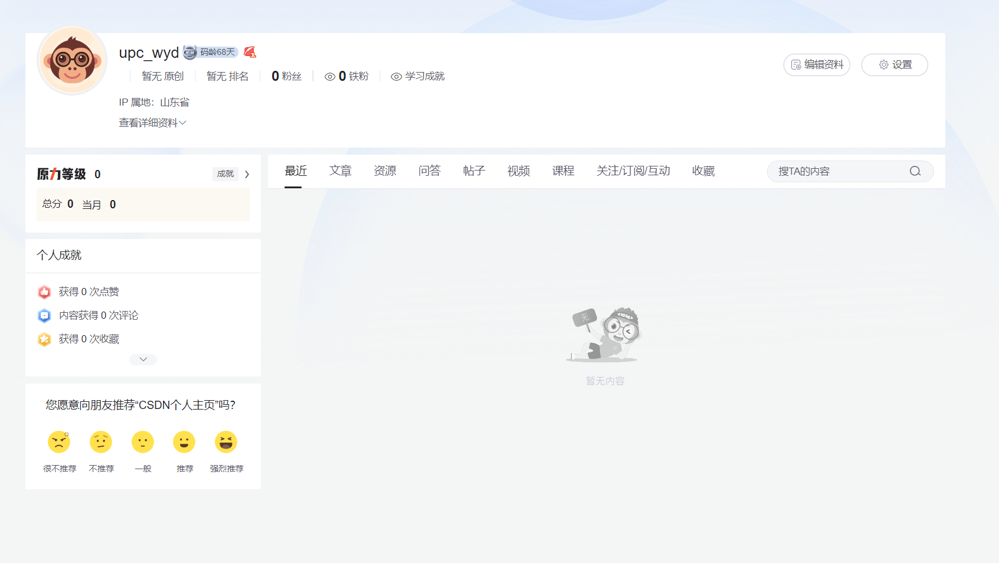 upc_wyd 码龄68天
暂无 原创 暂无 排名 0 粉丝 0 铁粉 学习成就
编辑资料 设置
IP 属地：山东省
查看详细资料
原力等级 0 成就
总分 0 当月 0
最近 文章 资源 问答 帖子 视频 课程 关注/订阅/互动 收藏 搜TA的内容
个人成就
获得 0 次点赞
内容获得 0 次评论
获得 0 次收藏
无
<1024>
暂无内容
您愿意向朋友推荐“CSDN个人主页”吗？
很不推荐 不推荐 一般 推荐 强烈推荐